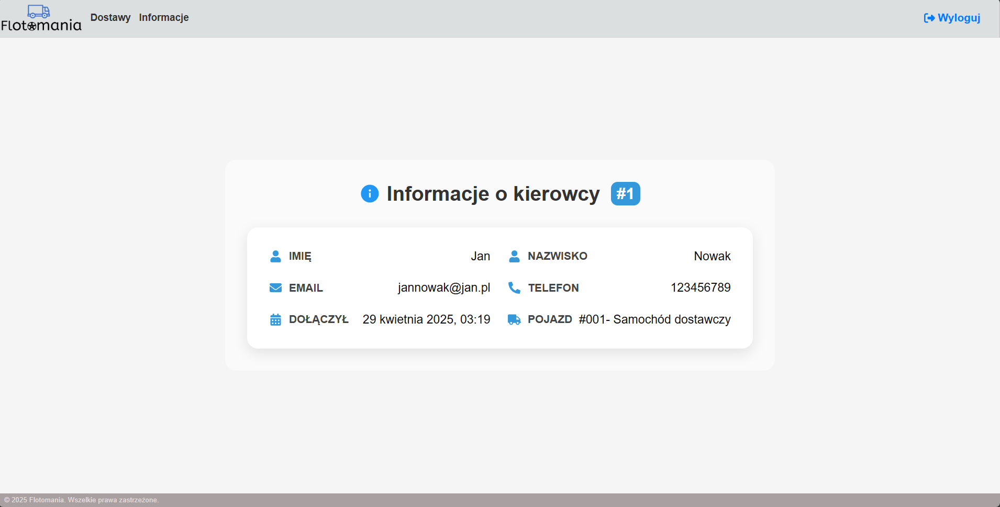 Flotomania
Dostawy Informacje
Wyloguj
Informacje o kierowcy #1
IMIĘ Jan NAZWISKO Nowak
EMAIL jannowak@jan.pl TELEFON 123456789
DOŁĄCZYŁ 29 kwietnia 2025, 03:19 POJAZD #001- Samochód dostawczy
© 2025 Flotomania. Wszelkie prawa zastrzeżone.